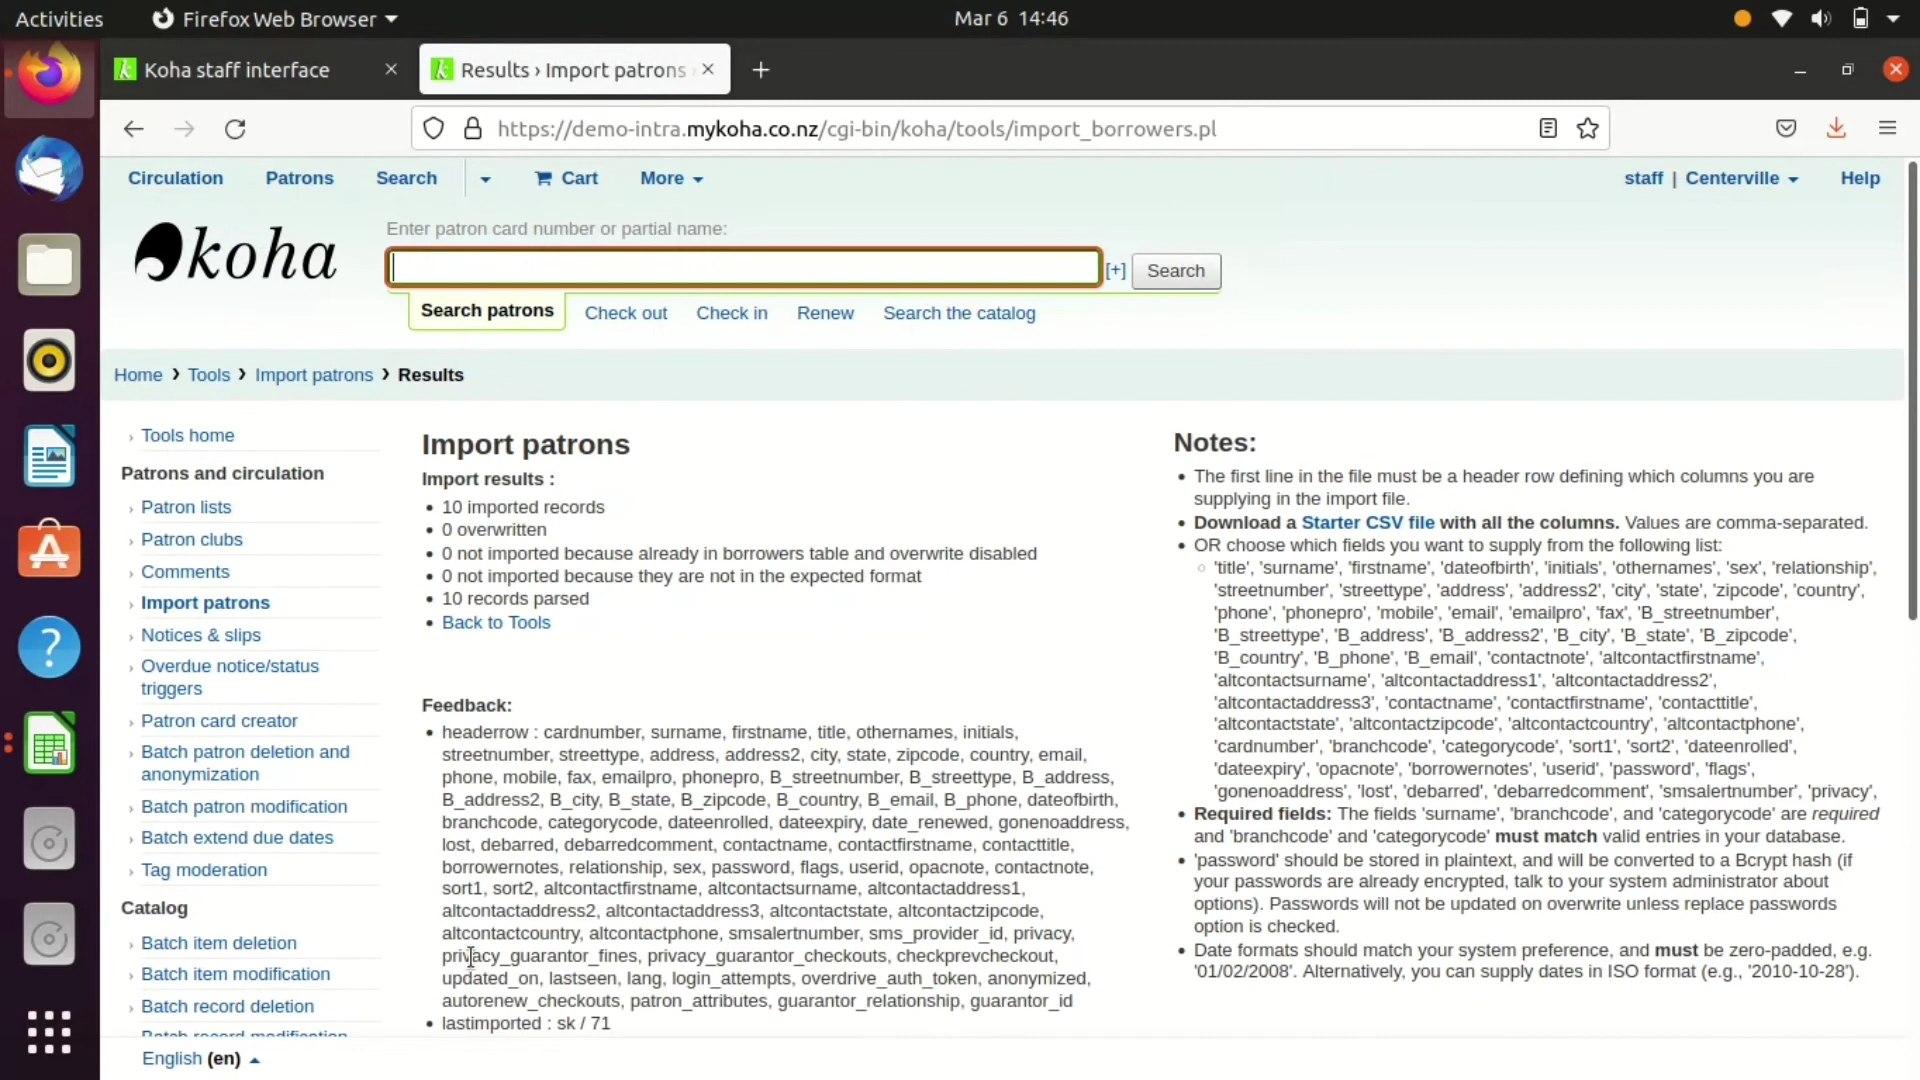 Activities Firefox Web Browser Mar 6 14:46
Koha staff interface Results › Import patrons
https://demo-intra.mykoha.co.nz/cgi-bin/koha/tools/import_borrowers.pl
Circulation Patrons Search Cart More staff | Centerville Help
koha
Enter patron card number or partial name:
[+] Search
Search patrons Check out Check in Renew Search the catalog
Home › Tools › Import patrons › Results
Tools home
Patrons and circulation
Patron lists
Patron clubs
Comments
Import patrons
Notices & slips
Overdue notice/status
triggers
Patron card creator
Batch patron deletion and
anonymization
Batch patron modification
Batch extend due dates
Tag moderation
Catalog
Batch item deletion
Batch item modification
Batch record deletion
Batch record modification
Import patrons
Import results :
10 imported records
0 overwritten
0 not imported because already in borrowers table and overwrite disabled
0 not imported because they are not in the expected format
10 records parsed
Back to Tools
Feedback:
headerrow : cardnumber, surname, firstname, title, othernames, initials,
streetnumber, streettype, address, address2, city, state, zipcode, country, email,
phone, mobile, fax, emailpro, phonepro, B_streetnumber, B_streettype, B_address,
B_address2, B_city, B_state, B_zipcode, B_country, B_email, B_phone, dateofbirth,
branchcode, categorycode, dateenrolled, dateexpiry, date_renewed, gonenoaddress,
lost, debarred, debarredcomment, contactname, contactfirstname, contacttitle,
borrowernotes, relationship, sex, password, flags, userid, opacnote, contactnote,
sort1, sort2, altcontactfirstname, altcontactsurname, altcontactaddress1,
altcontactaddress2, altcontactaddress3, altcontactstate, altcontactzipcode,
altcontactcountry, altcontactphone, smsalertnumber, sms_provider_id, privacy,
privacy_guarantor_fines, privacy_guarantor_checkouts, checkprevcheckout,
updated_on, lastseen, lang, login_attempts, overdrive_auth_token, anonymized,
autorenew_checkouts, patron_attributes, guarantor_relationship, guarantor_id
lastimported : sk / 71
Notes:
The first line in the file must be a header row defining which columns you are
supplying in the import file.
Download a Starter CSV file with all the columns. Values are comma-separated.
OR choose which fields you want to supply from the following list:
'title', 'surname', 'firstname', 'dateofbirth', 'initials', 'othernames', 'sex', 'relationship',
'streetnumber', 'streettype', 'address', 'address2', 'city', 'state', 'zipcode', 'country',
'phone', 'phonepro', 'mobile', 'email', 'emailpro', 'fax', 'B_streetnumber',
'B_streettype', 'B_address', 'B_address2', 'B_city', 'B_state', 'B_zipcode',
'B_country', 'B_phone', 'B_email', 'contactnote', 'altcontactfirstname',
'altcontactsurname', 'altcontactaddress1', 'altcontactaddress2',
'altcontactaddress3', 'contactname', 'contactfirstname', 'contacttitle',
'altcontactstate', 'altcontactzipcode', 'altcontactcountry', 'altcontactphone',
'cardnumber', 'branchcode', 'categorycode', 'sort1', 'sort2', 'dateenrolled',
'dateexpiry', 'opacnote', 'borrowernotes', 'userid', 'password', 'flags',
'gonenoaddress', 'lost', 'debarred', 'debarredcomment', 'smsalertnumber', 'privacy',
Required fields: The fields 'surname', 'branchcode', and 'categorycode' are required
and 'branchcode' and 'categorycode' must match valid entries in your database.
'password' should be stored in plaintext, and will be converted to a Bcrypt hash (if
your passwords are already encrypted, talk to your system administrator about
options). Passwords will not be updated on overwrite unless replace passwords
option is checked.
Date formats should match your system preference, and must be zero-padded, e.g.
'01/02/2008'. Alternatively, you can supply dates in ISO format (e.g., '2010-10-28').
English (en)